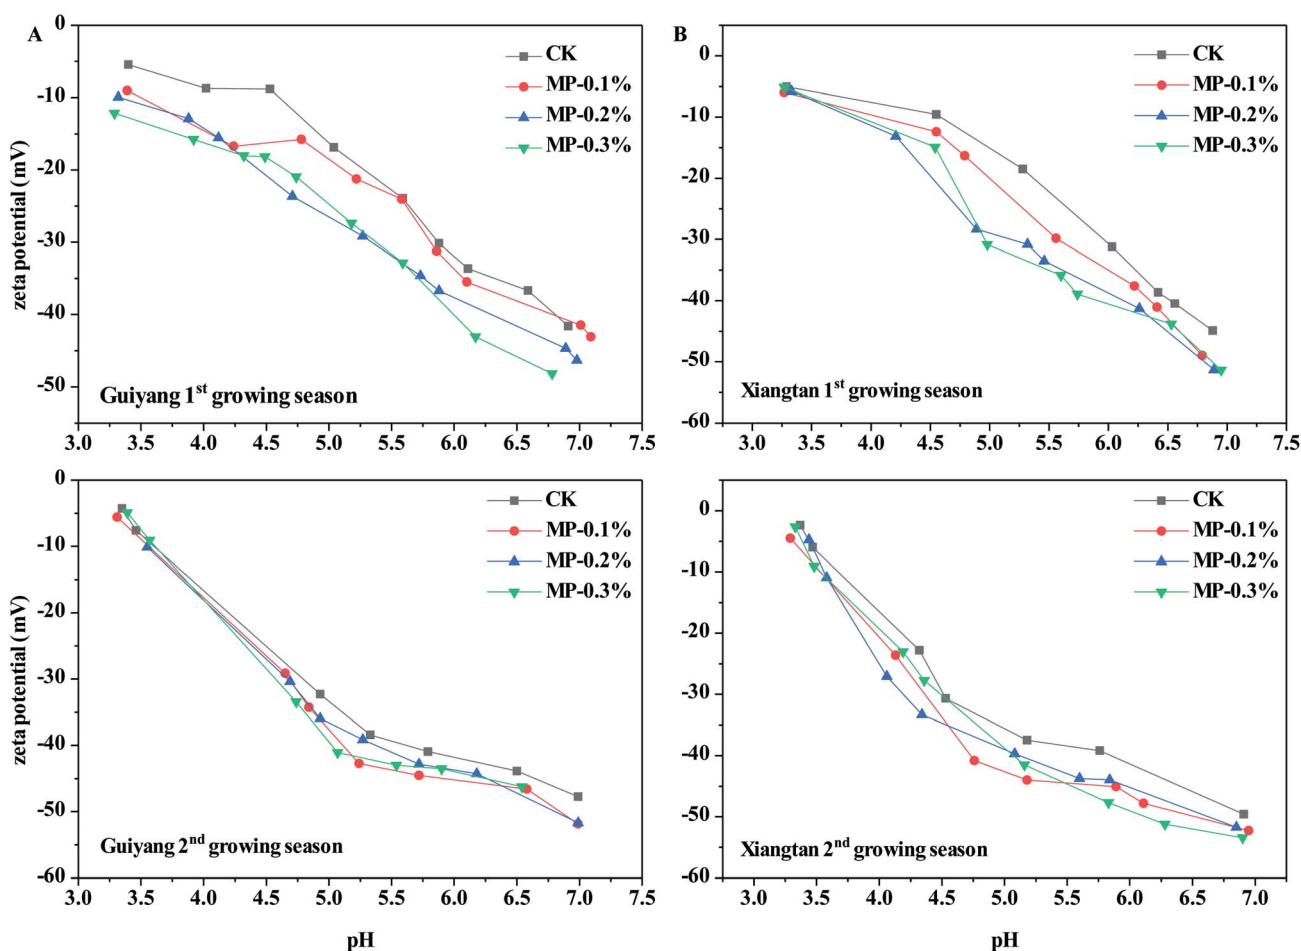 A
0
-10
-20
-30
-40
-50
zeta potential (mV)
CK
MP-0.1%
MP-0.2%
MP-0.3%
Guiyang 1st growing season
3.0 3.5 4.0 4.5 5.0 5.5 6.0 6.5 7.0 7.5
B
0
-10
-20
-30
-40
-50
-60
CK
MP-0.1%
MP-0.2%
MP-0.3%
Xiangtan 1st growing season
3.0 3.5 4.0 4.5 5.0 5.5 6.0 6.5 7.0 7.5
0
-10
-20
-30
-40
-50
-60
zeta potential (mV)
CK
MP-0.1%
MP-0.2%
MP-0.3%
Guiyang 2nd growing season
3.0 3.5 4.0 4.5 5.0 5.5 6.0 6.5 7.0 7.5
pH
0
-10
-20
-30
-40
-50
-60
CK
MP-0.1%
MP-0.2%
MP-0.3%
Xiangtan 2nd growing season
3.0 3.5 4.0 4.5 5.0 5.5 6.0 6.5 7.0
pH